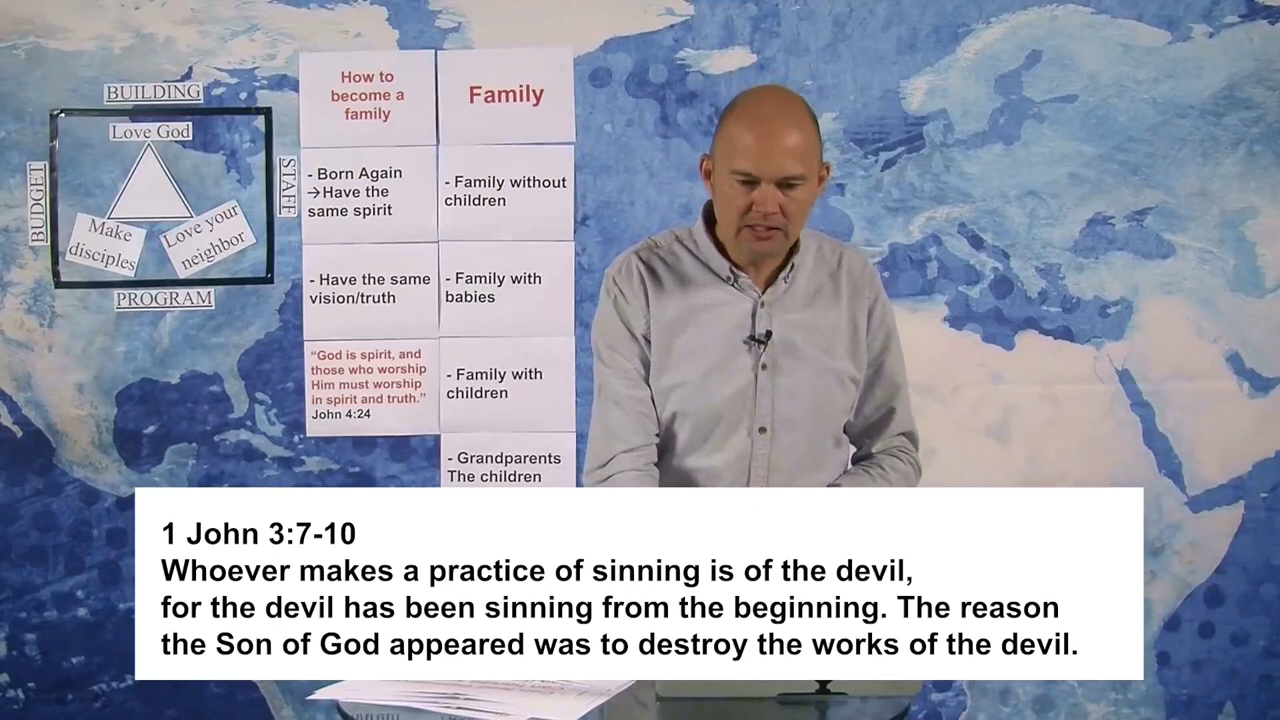 BUILDING
Love God
BUDGET
STAFF
Make
disciples
Love your
neighbor
PROGRAM
How to
become a
family
- Born Again
→Have the
same spirit
- Have the same
vision/truth
“God is spirit, and
those who worship
Him must worship
in spirit and truth.”
John 4:24
Family
- Family without
children
- Family with
babies
- Family with
children
- Grandparents
The children
1 John 3:7-10
Whoever makes a practice of sinning is of the devil,
for the devil has been sinning from the beginning. The reason
the Son of God appeared was to destroy the works of the devil.